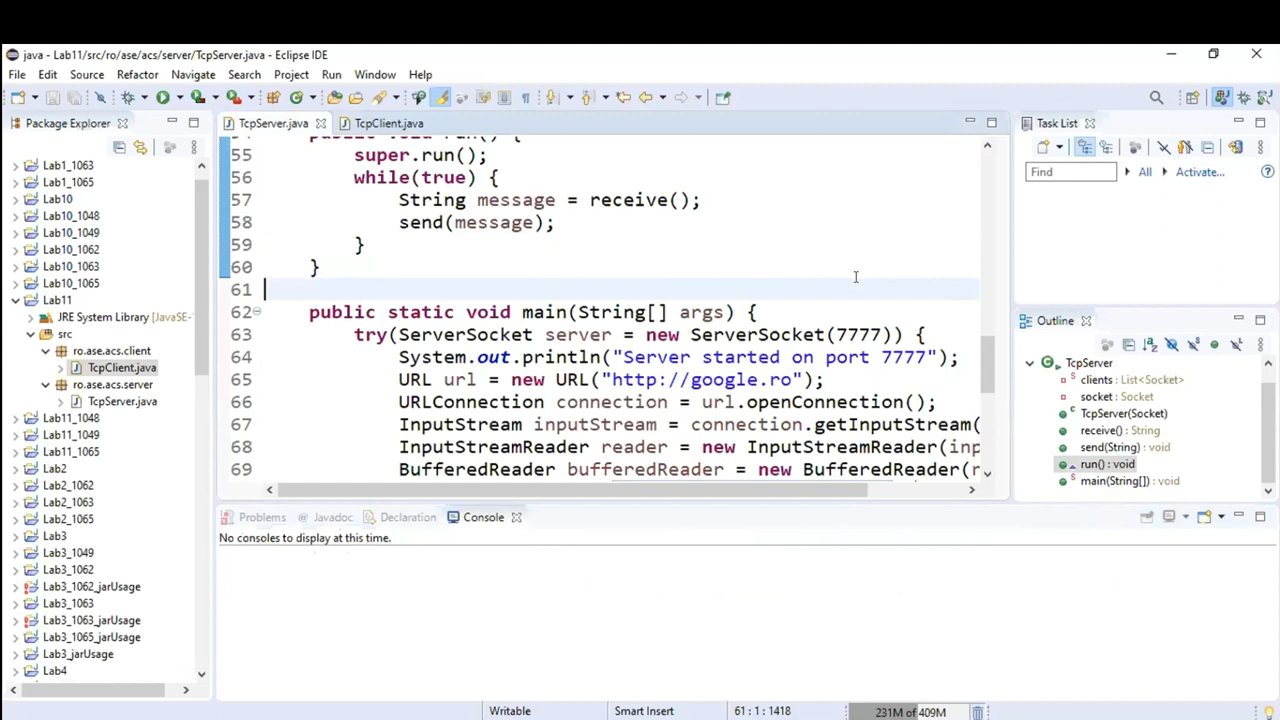 java - Lab11/src/ro/ase/acs/server/TcpServer.java - Eclipse IDE
File Edit Source Refactor Navigate Search Project Run Window Help
Package Explorer
Lab1_1063
Lab1_1065
Lab10
Lab10_1048
Lab10_1049
Lab10_1062
Lab10_1063
Lab10_1065
Lab11
JRE System Library [JavaSE-
src
ro.ase.acs.client
TcpClient.java
ro.ase.acs.server
TcpServer.java
Lab11_1048
Lab11_1049
Lab11_1065
Lab2
Lab2_1062
Lab2_1063
Lab2_1065
Lab3
Lab3_1049
Lab3_1062
Lab3_1062_jarUsage
Lab3_1063
Lab3_1063_jarUsage
Lab3_1065_jarUsage
Lab3_jarUsage
Lab4
TcpServer.java TcpClient.java
54 public void run() {
55 super.run();
56 while(true) {
57 String message = receive();
58 send(message);
59 }
60 }
61
62 public static void main(String[] args) {
63 try(ServerSocket server = new ServerSocket(7777)) {
64 System.out.println("Server started on port 7777");
65 URL url = new URL("http://google.ro");
66 URLConnection connection = url.openConnection();
67 InputStream inputStream = connection.getInputStream(
68 InputStreamReader reader = new InputStreamReader(inp
69 BufferedReader bufferedReader = new BufferedReader(r
Task List
Find All Activate...
Outline
TcpServer
clients : List<Socket>
socket : Socket
TcpServer(Socket)
receive() : String
send(String) : void
run() : void
main(String[]) : void
Problems Javadoc Declaration Console
No consoles to display at this time.
Writable Smart Insert 61 : 1 : 1418 231M of 409M